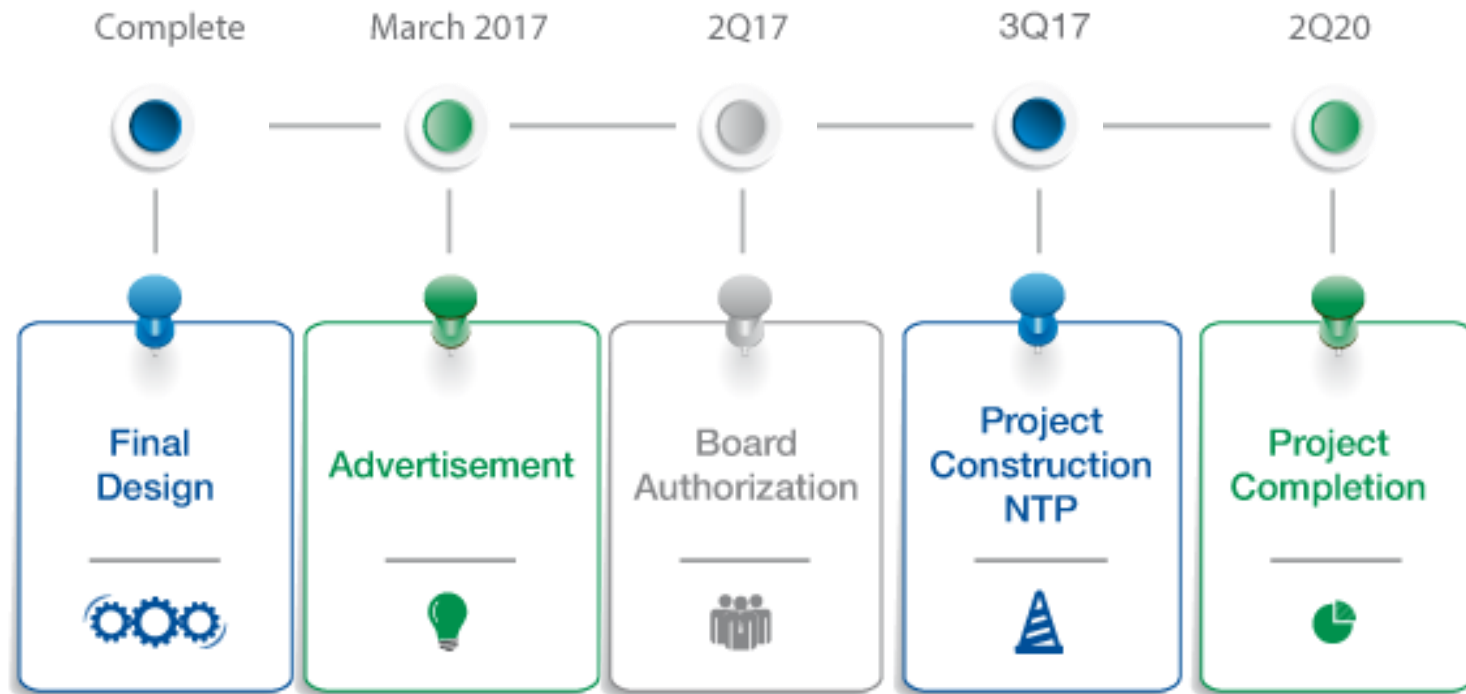 Complete
March 2017
2Q17
3Q17
2Q20
Final
Design
Advertisement
Board
Authorization
Project
Construction
NTP
Project
Completion